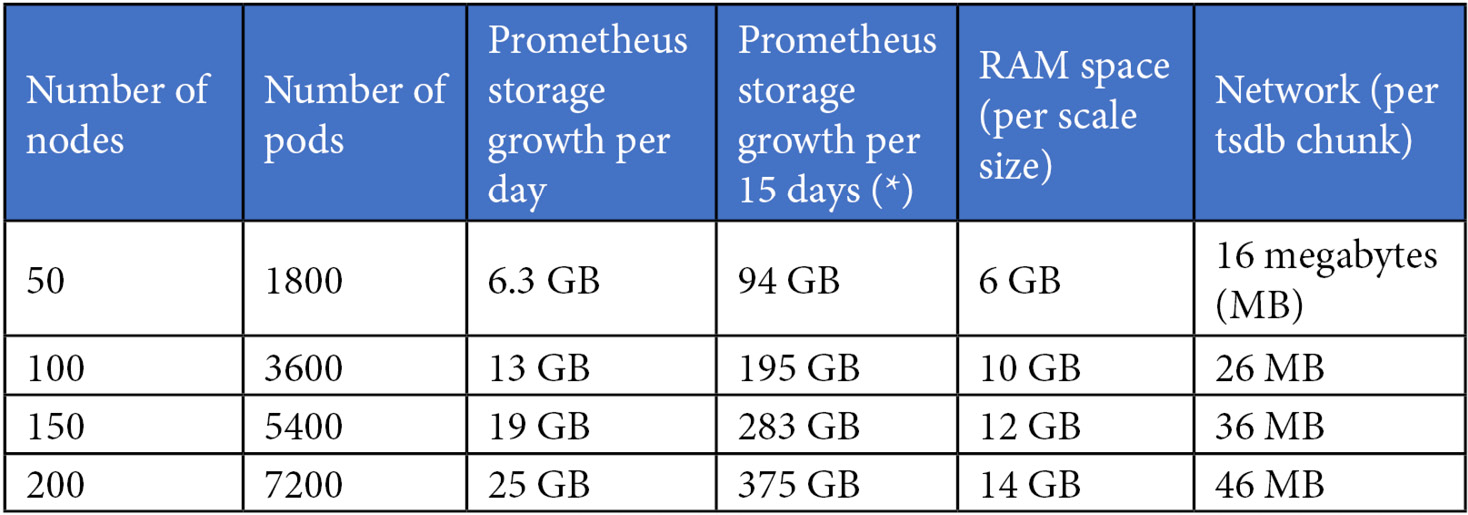 Number of nodes
Number of pods
Prometheus storage growth per day
Prometheus storage growth per 15 days (*)
RAM space (per scale size)
Network (per tsdb chunk)
50 1800 6.3 GB 94 GB 6 GB 16 megabytes (MB)
100 3600 13 GB 195 GB 10 GB 26 MB
150 5400 19 GB 283 GB 12 GB 36 MB
200 7200 25 GB 375 GB 14 GB 46 MB